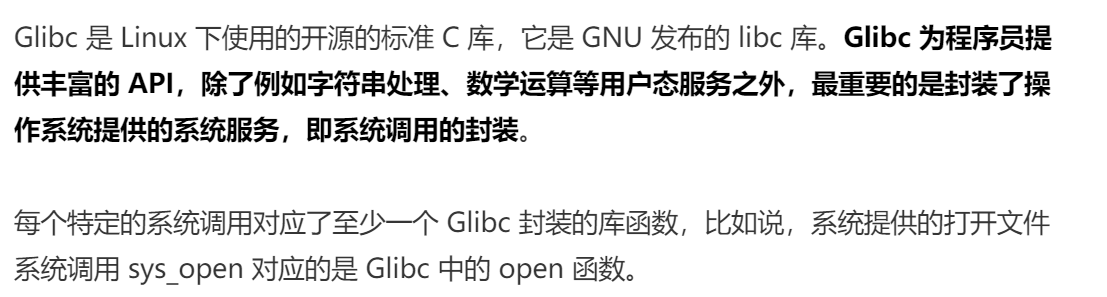 Glibc 是 Linux 下使用的开源的标准 C 库，它是 GNU 发布的 libc 库。Glibc 为程序员提
供丰富的 API，除了例如字符串处理、数学运算等用户态服务之外，最重要的是封装了操
作系统提供的系统服务，即系统调用的封装。
每个特定的系统调用对应了至少一个 Glibc 封装的库函数，比如说，系统提供的打开文件
系统调用 sys_open 对应的是 Glibc 中的 open 函数。